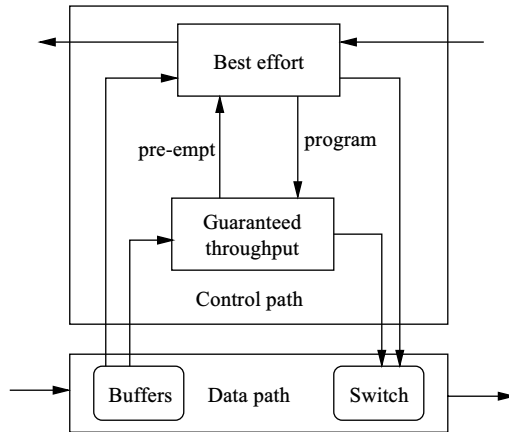 Best effort
pre-empt
program
Guaranteed
throughput
Control path
Buffers
Data path
Switch